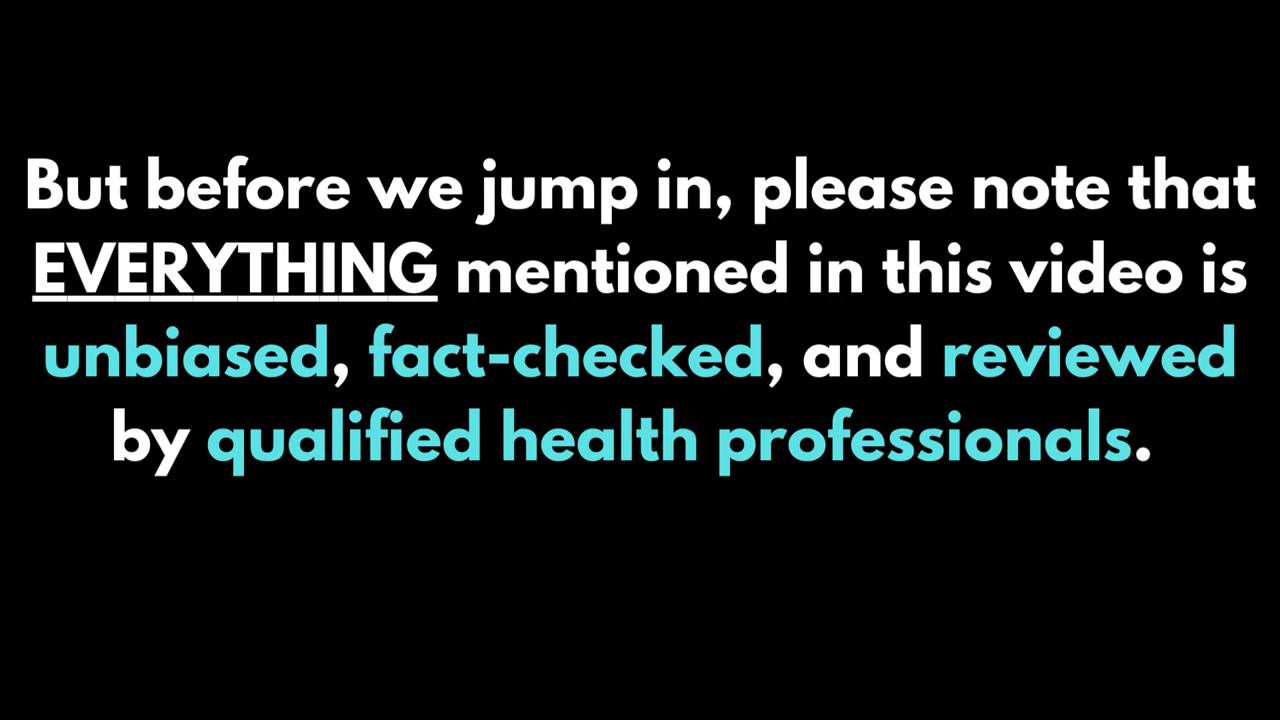 But before we jump in, please note that
EVERYTHING mentioned in this video is
unbiased, fact-checked, and reviewed
by qualified health professionals.